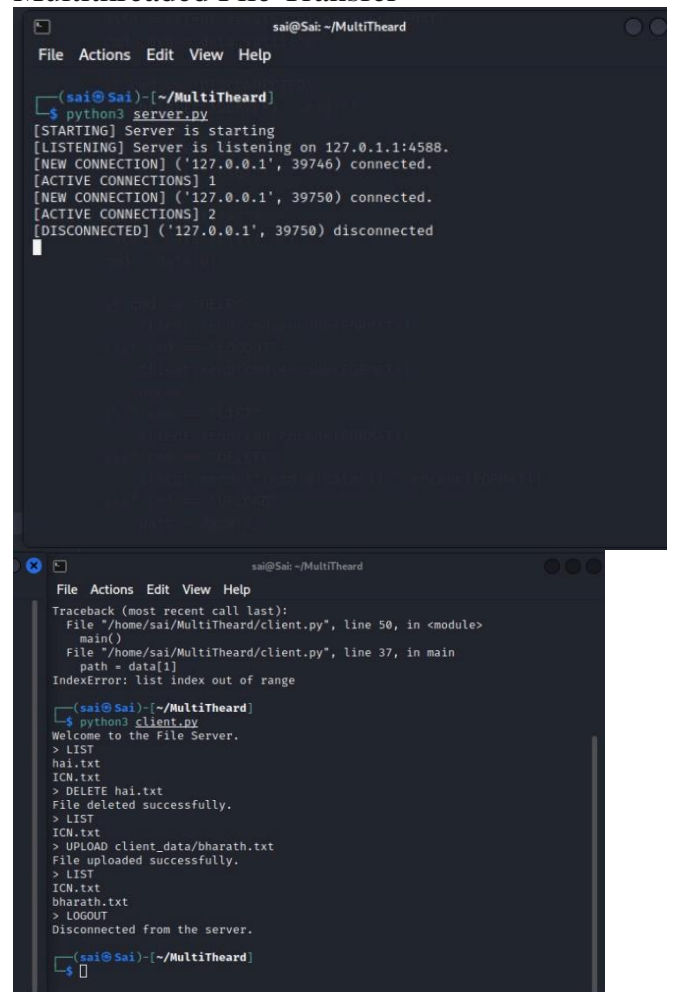 Multithreaded File Transfer
sai@Sai: ~/MultiTheard
File Actions Edit View Help
┌──(sai㉿Sai)-[~/MultiTheard]
└─$ python3 server.py
[STARTING] Server is starting
[LISTENING] Server is listening on 127.0.1.1:4588.
[NEW CONNECTION] ('127.0.0.1', 39746) connected.
[ACTIVE CONNECTIONS] 1
[NEW CONNECTION] ('127.0.0.1', 39750) connected.
[ACTIVE CONNECTIONS] 2
[DISCONNECTED] ('127.0.0.1', 39750) disconnected
sai@Sai: ~/MultiTheard
File Actions Edit View Help
Traceback (most recent call last):
File "/home/sai/MultiTheard/client.py", line 50, in <module>
main()
File "/home/sai/MultiTheard/client.py", line 37, in main
path = data[1]
IndexError: list index out of range
┌──(sai㉿Sai)-[~/MultiTheard]
└─$ python3 client.py
Welcome to the File Server.
> LIST
hai.txt
ICN.txt
> DELETE hai.txt
File deleted successfully.
> LIST
ICN.txt
> UPLOAD client_data/bharath.txt
File uploaded successfully.
> LIST
ICN.txt
bharath.txt
> LOGOUT
Disconnected from the server.
┌──(sai㉿Sai)-[~/MultiTheard]
└─$